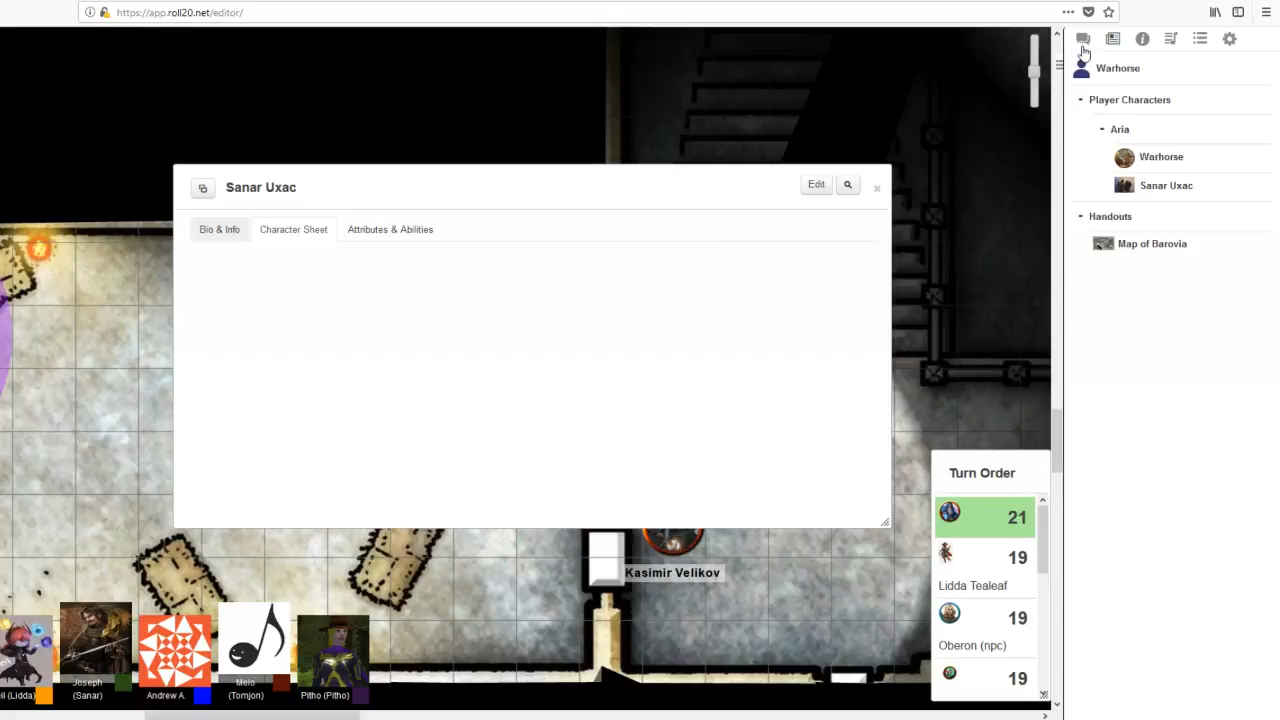 https://app.roll20.net/editor/
Warhorse
Player Characters
Aria
Warhorse
Sanar Uxac
Handouts
Map of Barovia
Sanar Uxac
Edit
Bio & Info
Character Sheet
Attributes & Abilities
Kasimir Velikov
Turn Order
21
19
Lidda Tealeaf
19
Oberon (npc)
19
(Lidda)
Joseph
(Sanar)
Andrew A.
Melo
(Tomjon)
Pitho (Pitho)